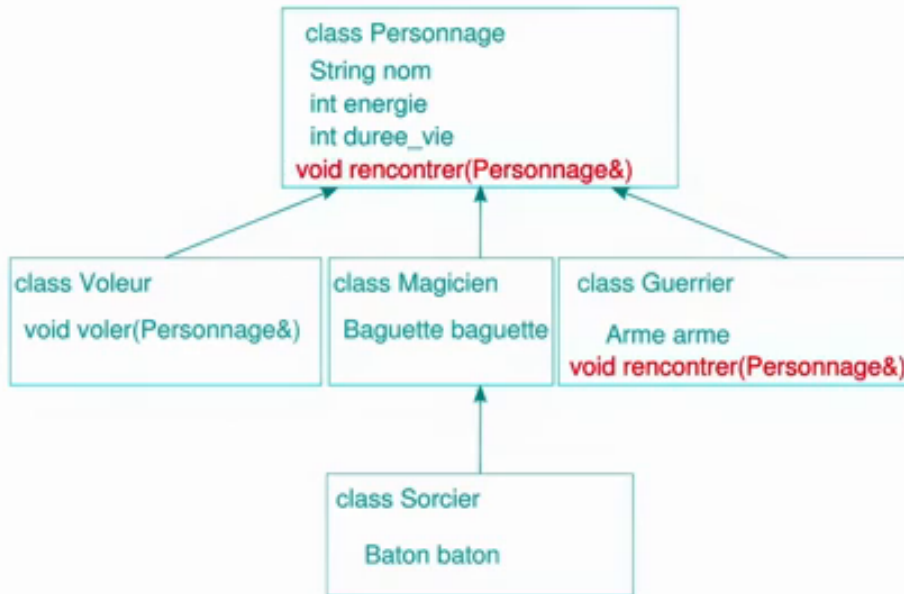 class Personnage
String nom
int energie
int duree_vie
void rencontrer(Personnage&)
class Voleur
void voler(Personnage&)
class Magicien
Baguette baguette
class Guerrier
Arme arme
void rencontrer(Personnage&)
class Sorcier
Baton baton